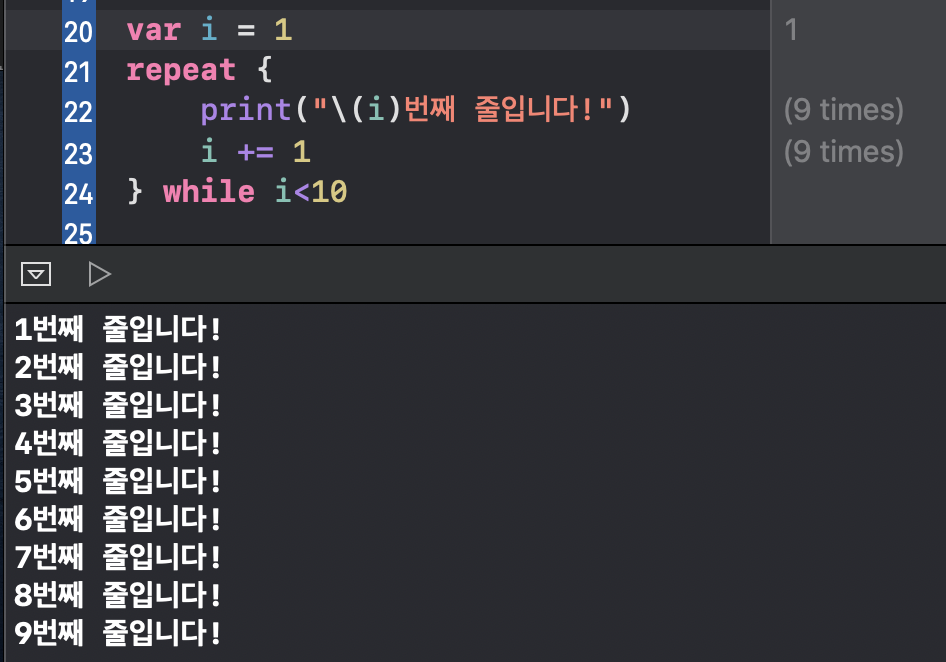 20 var i = 1 1
21 repeat {
22 print("\(i)번째 줄입니다!") (9 times)
23 i += 1 (9 times)
24 } while i<10
25
1번째 줄입니다!
2번째 줄입니다!
3번째 줄입니다!
4번째 줄입니다!
5번째 줄입니다!
6번째 줄입니다!
7번째 줄입니다!
8번째 줄입니다!
9번째 줄입니다!